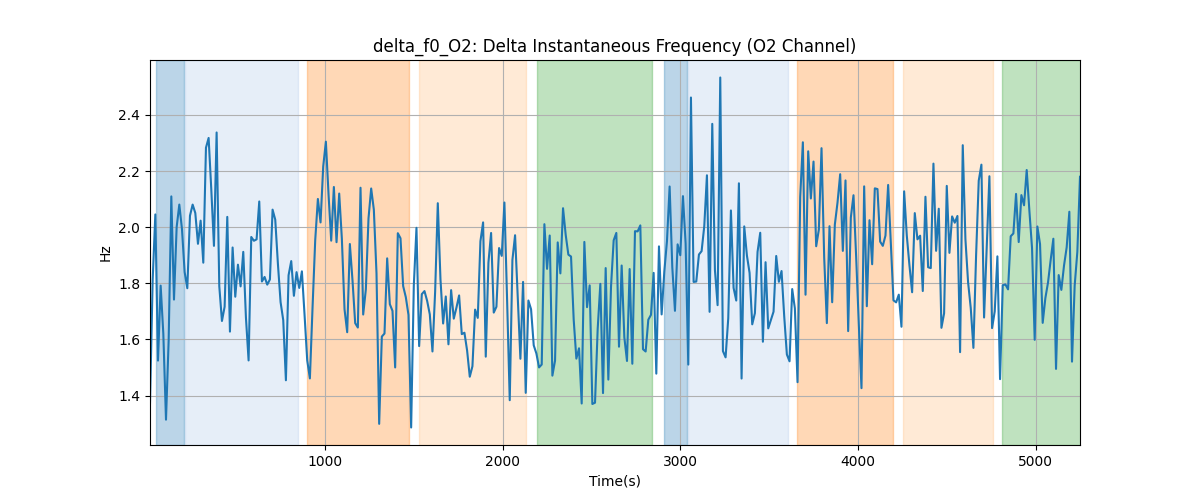 delta_f0_O2: Delta Instantaneous Frequency (O2 Channel)
2.4
2.2
2.0
1.8
1.6
1.4
Hz
1000 2000 3000 4000 5000
Time(s)